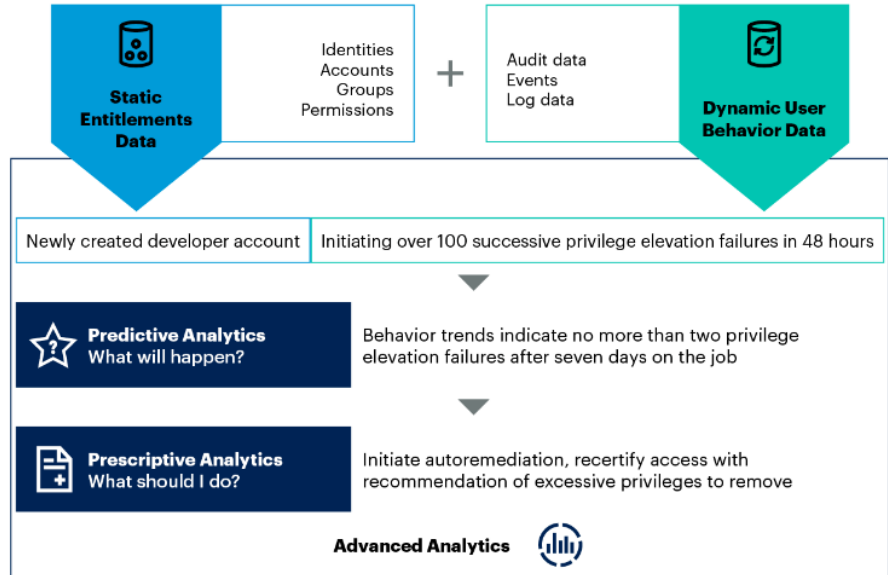 Static
Entitlements
Data
Identities
Accounts
Groups
Permissions
+
Audit data
Events
Log data
Dynamic User
Behavior Data
Newly created developer account
Initiating over 100 successive privilege elevation failures in 48 hours
?
Predictive Analytics
What will happen?
Behavior trends indicate no more than two privilege
elevation failures after seven days on the job
Prescriptive Analytics
What should I do?
Initiate autoremediation, recertify access with
recommendation of excessive privileges to remove
Advanced Analytics